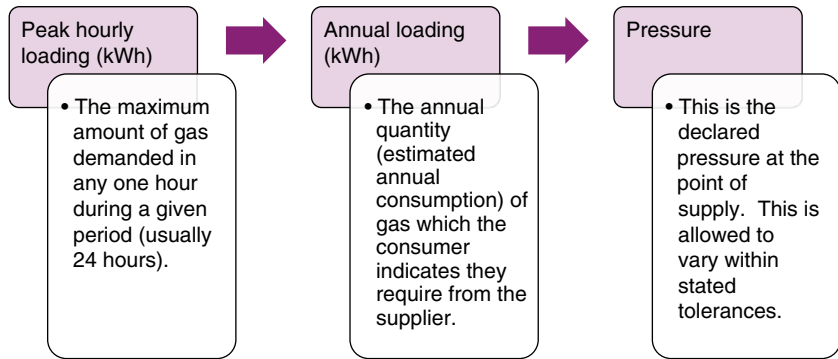 Peak hourly
loading (kWh)
• The maximum
amount of gas
demanded in
any one hour
during a given
period (usually
24 hours).
Annual loading
(kWh)
• The annual
quantity
(estimated
annual
consumption) of
gas which the
consumer
indicates they
require from the
supplier.
Pressure
• This is the
declared
pressure at the
point of
supply.  This is
allowed to
vary within
stated
tolerances.